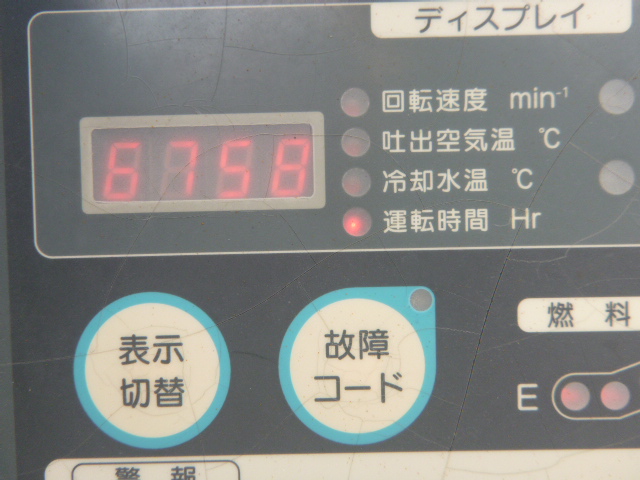 ディスプレイ
6758
回転速度 min⁻¹
吐出空気温 ℃
冷却水温 ℃
運転時間 Hr
表示
切替
故障
コード
燃料
E
警報